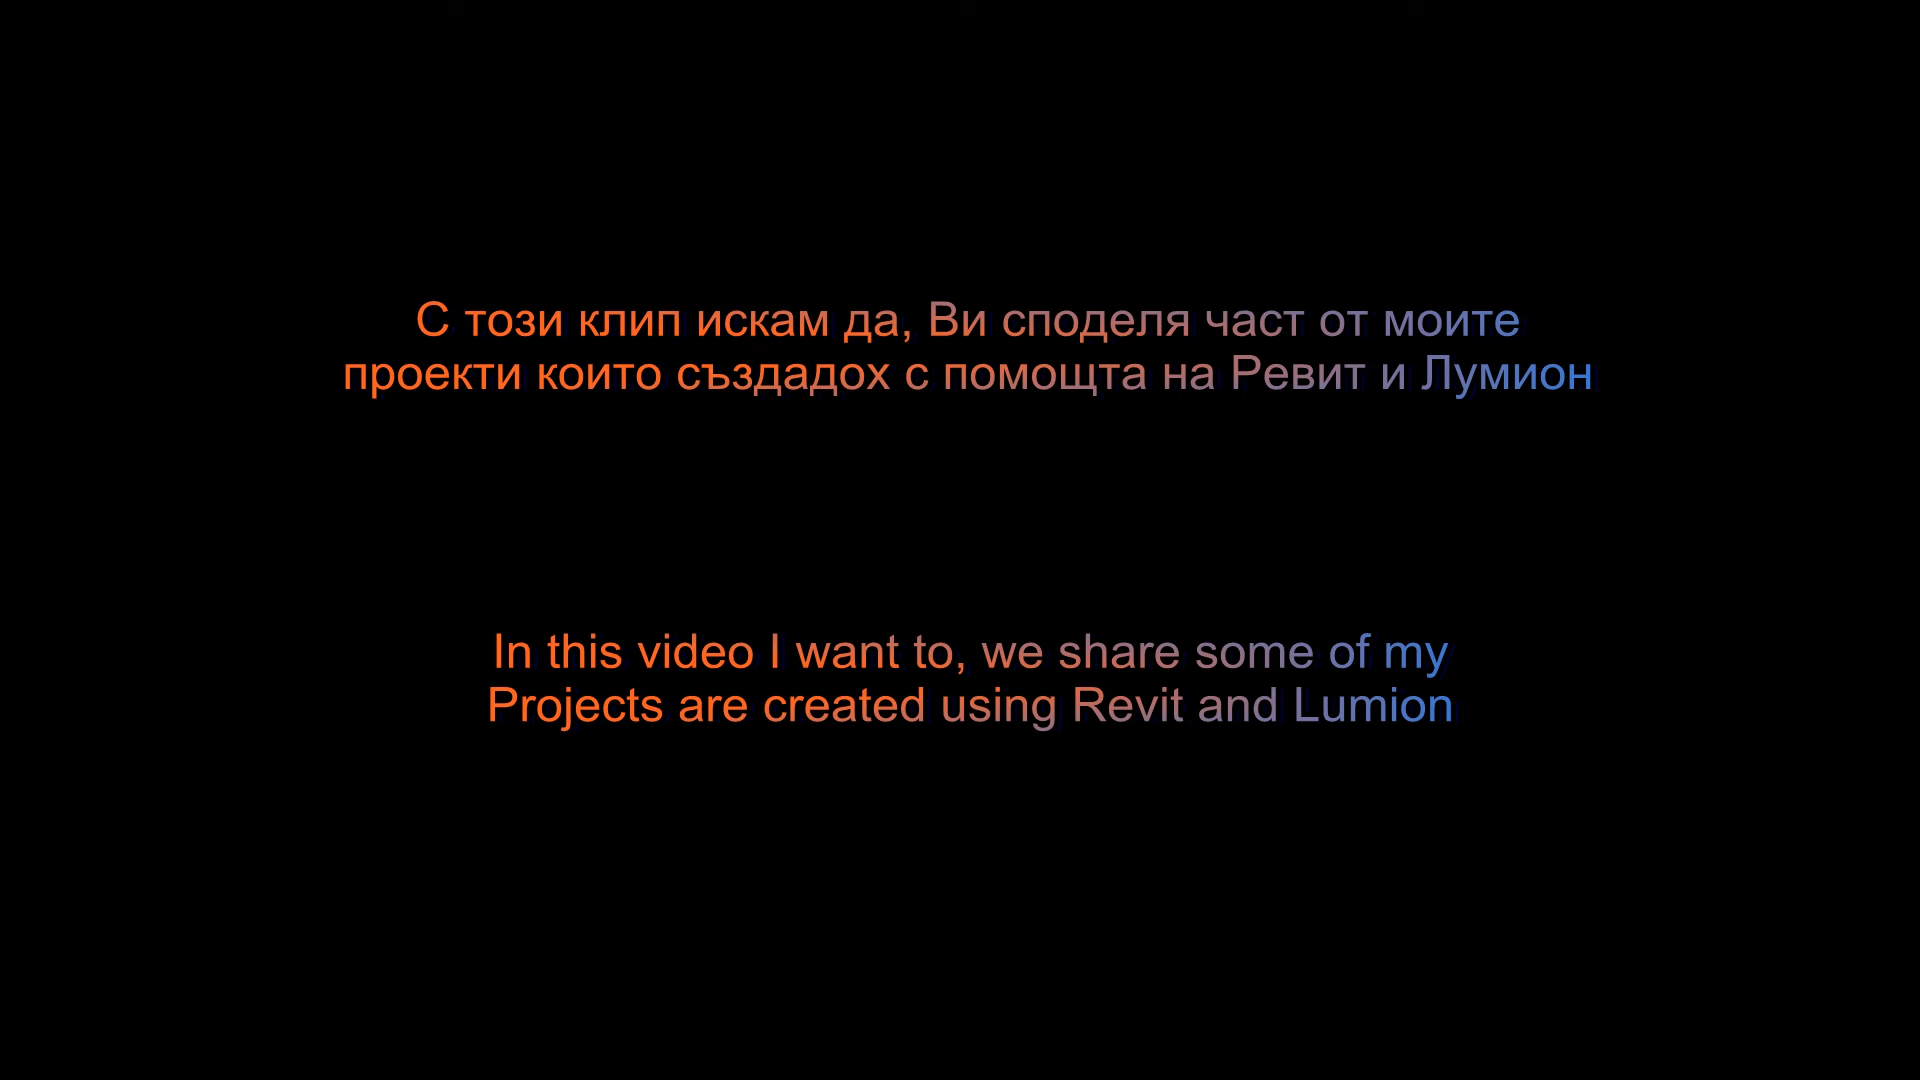 С този клип искам да, Ви споделя част от моите
проекти които създадох с помощта на Ревит и Лумион
In this video I want to, we share some of my
Projects are created using Revit and Lumion